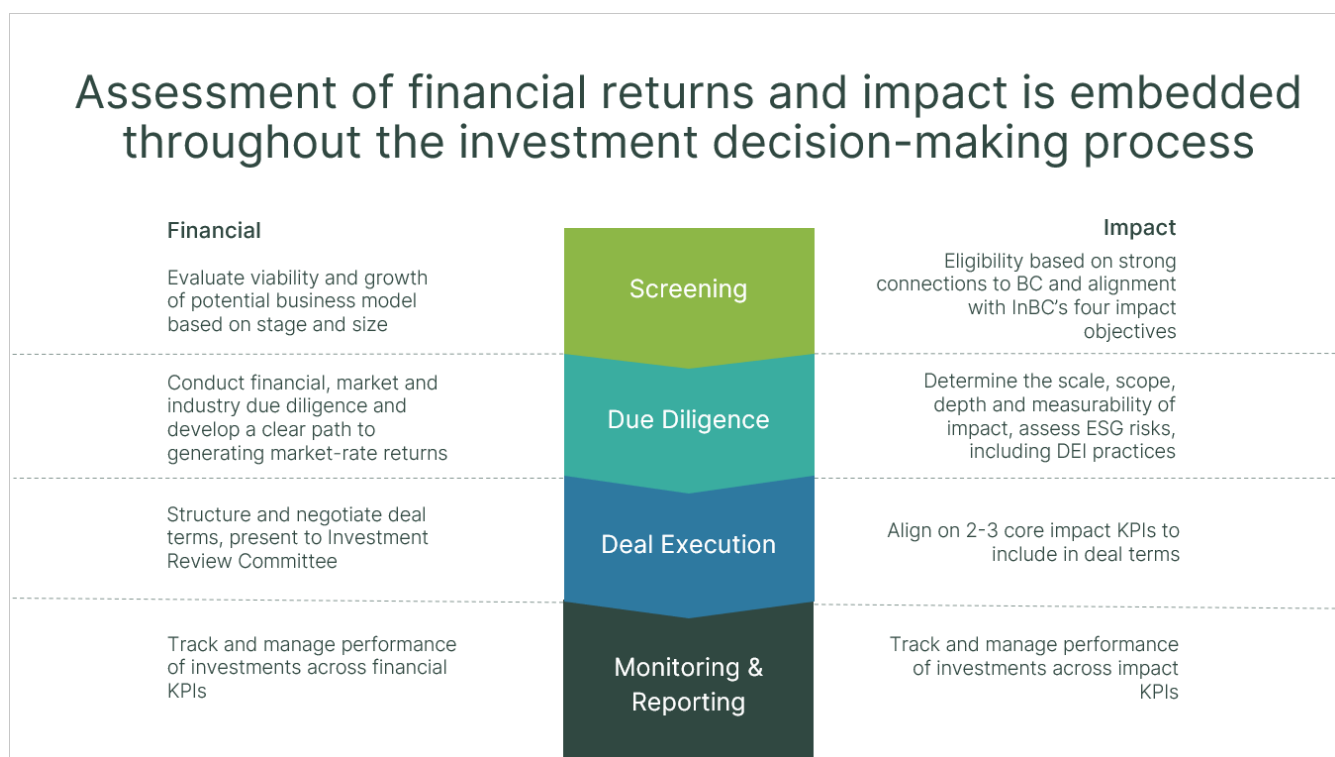 Assessment of financial returns and impact is embedded
throughout the investment decision-making process
Financial
Impact
Evaluate viability and growth
of potential business model
based on stage and size
Screening
Eligibility based on strong
connections to BC and alignment
with InBC’s four impact
objectives
Conduct financial, market and
industry due diligence and
develop a clear path to
generating market-rate returns
Due Diligence
Determine the scale, scope,
depth and measurability of
impact, assess ESG risks,
including DEI practices
Structure and negotiate deal
terms, present to Investment
Review Committee
Deal Execution
Align on 2-3 core impact KPIs to
include in deal terms
Track and manage performance
of investments across financial
KPIs
Monitoring &
Reporting
Track and manage performance
of investments across impact
KPIs